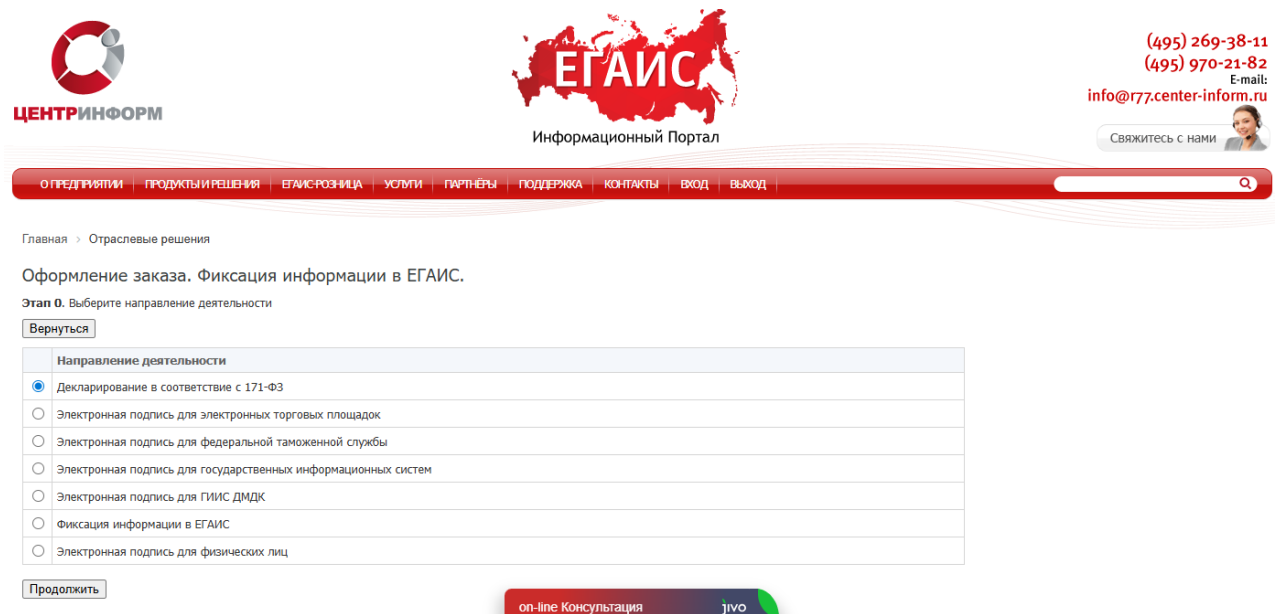 ЦЕНТРИНФОРМ
ЕГАИС
Информационный Портал
(495) 269-38-11
(495) 970-21-82
E-mail:
info@r77.center-inform.ru
Свяжитесь с нами
О ПРЕДПРИЯТИИ ПРОДУКТЫ И РЕШЕНИЯ ЕГАИС-РОЗНИЦА УСЛУГИ ПАРТНЁРЫ ПОДДЕРЖКА КОНТАКТЫ ВХОД ВЫХОД
Главная > Отраслевые решения
Оформление заказа. Фиксация информации в ЕГАИС.
Этап 0. Выберите направление деятельности
Вернуться
Направление деятельности
Декларирование в соответствие с 171-ФЗ
Электронная подпись для электронных торговых площадок
Электронная подпись для федеральной таможенной службы
Электронная подпись для государственных информационных систем
Электронная подпись для ГИИС ДМДК
Фиксация информации в ЕГАИС
Электронная подпись для физических лиц
Продолжить
on-line Консультация jivo